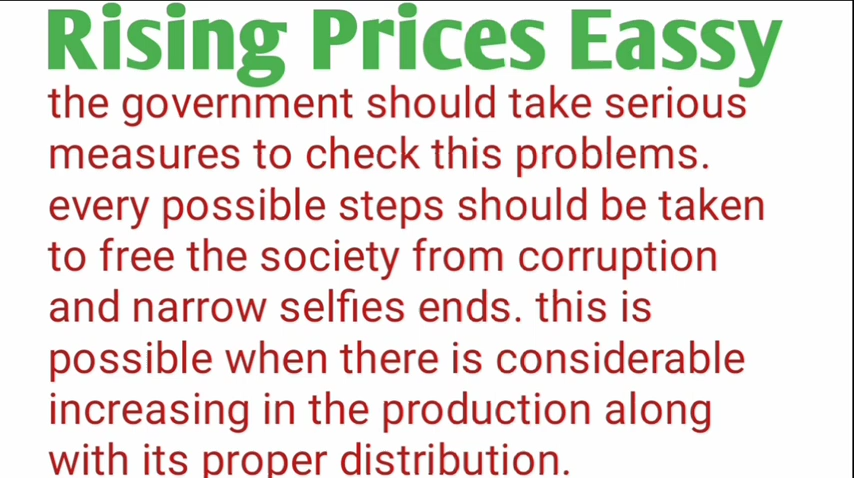 Rising Prices Eassy
the government should take serious
measures to check this problems.
every possible steps should be taken
to free the society from corruption
and narrow selfies ends. this is
possible when there is considerable
increasing in the production along
with its proper distribution.